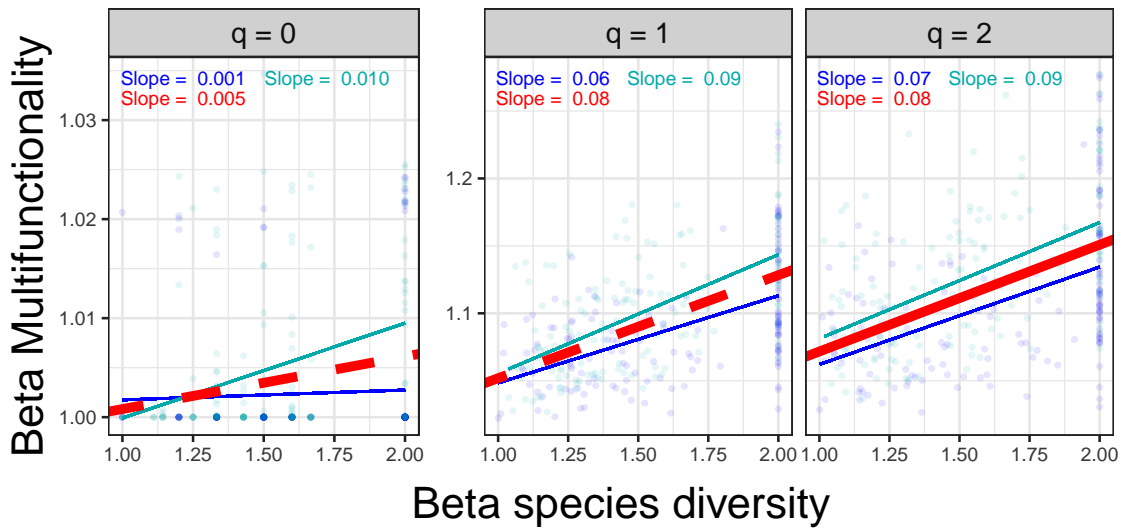 q = 0
q = 1
q = 2
Slope = 0.001
Slope = 0.010
Slope = 0.005
Slope = 0.06
Slope = 0.09
Slope = 0.08
Slope = 0.07
Slope = 0.09
Slope = 0.08
Beta Multifunctionality
1.03
1.02
1.01
1.00
1.2
1.1
1.00
1.25
1.50
1.75
2.00
1.00
1.25
1.50
1.75
2.00
1.00
1.25
1.50
1.75
2.00
Beta species diversity